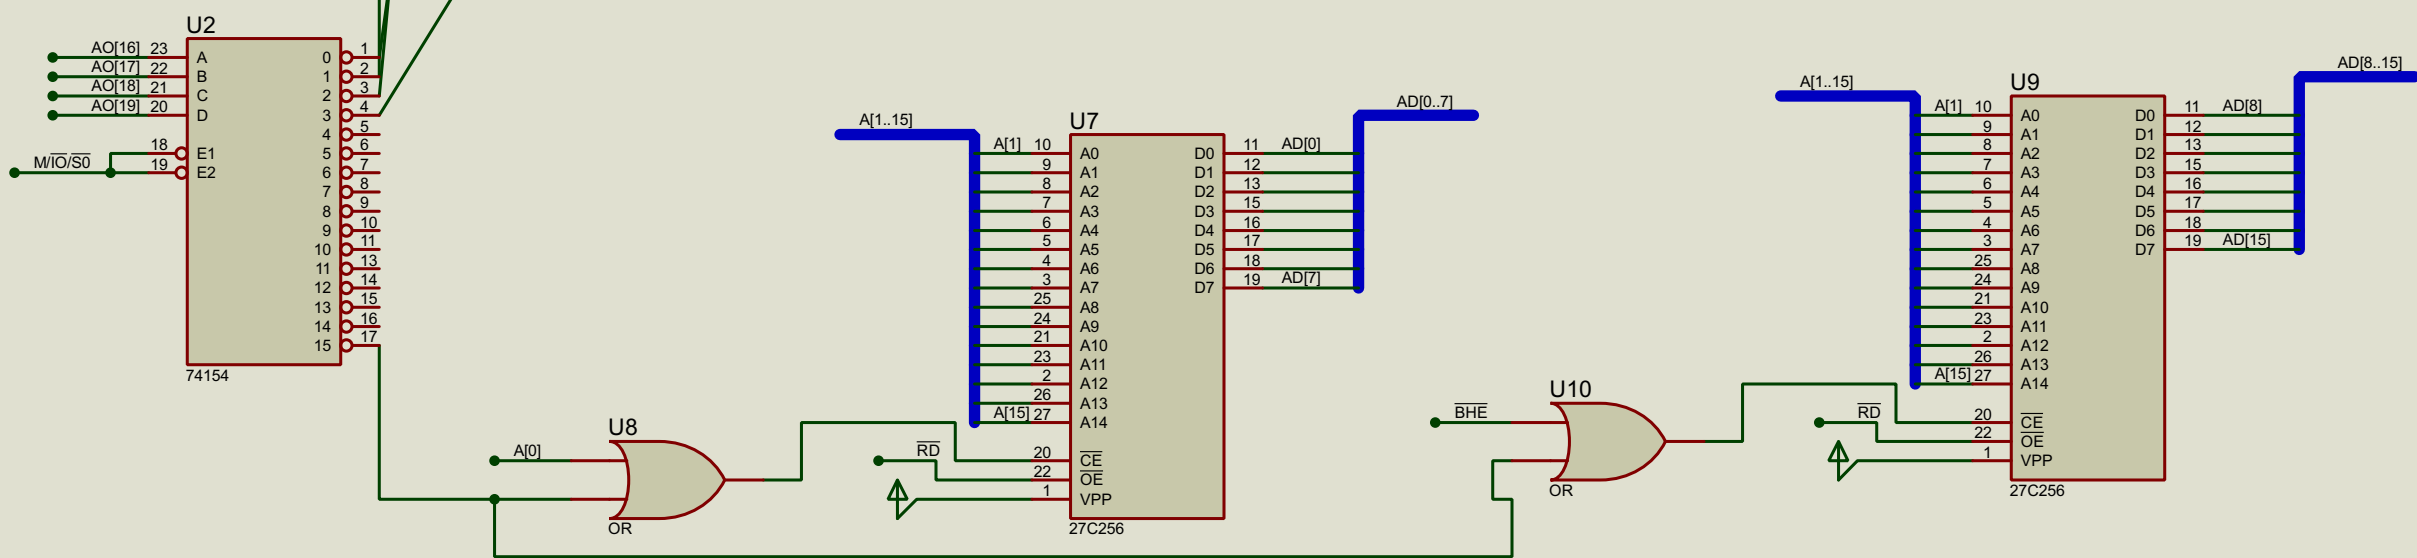 U2
AO[16] 23 A
AO[17] 22 B
AO[18] 21 C
AO[19] 20 D
M/IO/S0
18 E1
19 E2
0 1
1 2
2 3
3 4
4 5
5 6
6 7
7 8
8 9
9 10
10 11
11 13
12 14
13 15
14 16
15 17
74154
U8
A[0]
OR
A[1..15]
U7
AD[0..7]
A[1] 10 A0 D0 11 AD[0]
9 A1 D1 12
8 A2 D2 13
7 A3 D3 15
6 A4 D4 16
5 A5 D5 17
4 A6 D6 18
3 A7 D7 19 AD[7]
25 A8
24 A9
21 A10
23 A11
2 A12
26 A13
A[15] 27 A14
RD
20 CE
22 OE
1 VPP
27C256
U10
BHE
OR
A[1..15]
U9
AD[8..15]
A[1] 10 A0 D0 11 AD[8]
9 A1 D1 12
8 A2 D2 13
7 A3 D3 15
6 A4 D4 16
5 A5 D5 17
4 A6 D6 18
3 A7 D7 19 AD[15]
25 A8
24 A9
21 A10
23 A11
2 A12
26 A13
A[15] 27 A14
RD
20 CE
22 OE
1 VPP
27C256